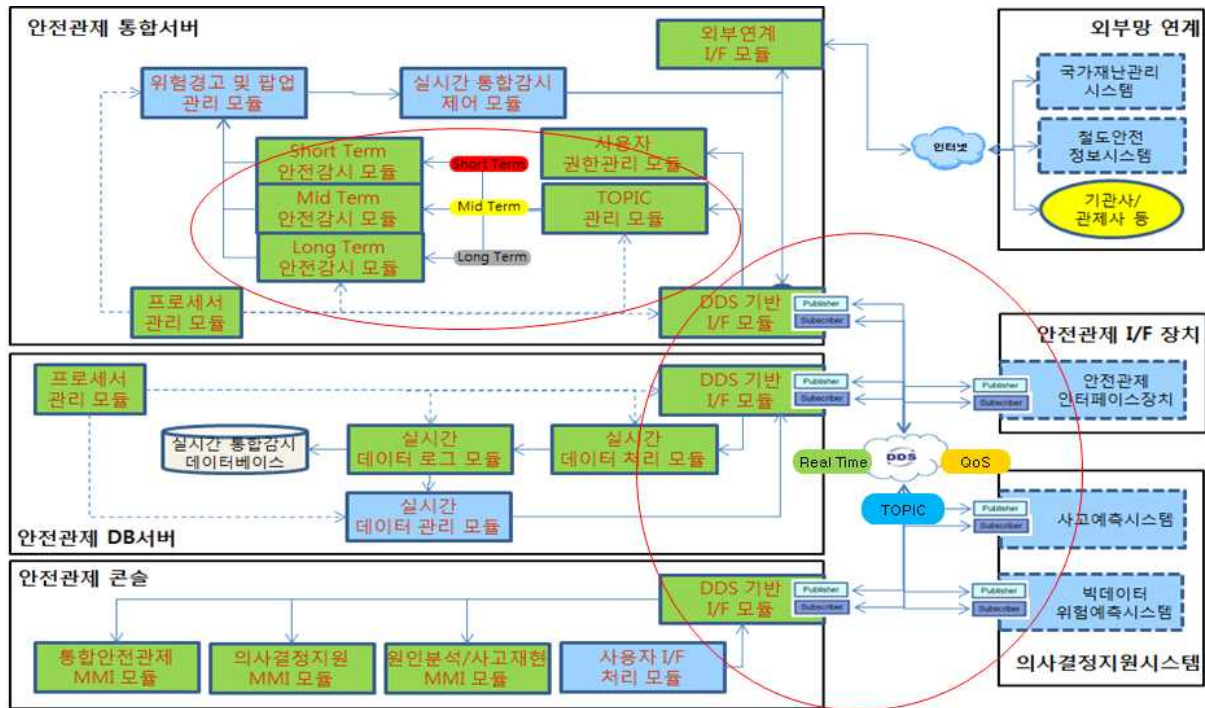 안전관제 통합서버
외부연계
I/F 모듈
위험경고 및 팝업
관리 모듈
실시간 통합감시
제어 모듈
Short Term
안전감시 모듈
Mid Term
안전감시 모듈
Long Term
안전감시 모듈
Short Term
Mid Term
Long Term
사용자
권한관리 모듈
TOPIC
관리 모듈
프로세서
관리 모듈
DDS 기반
I/F 모듈
Publisher
Subscriber
외부망 연계
국가재난관리
시스템
철도안전
정보시스템
기관사/
관제사 등
인터넷
안전관제 I/F 장치
Publisher
Subscriber
안전관제
인터페이스장치
프로세서
관리 모듈
DDS 기반
I/F 모듈
Publisher
Subscriber
실시간 통합감시
데이터베이스
실시간
데이터 로그 모듈
실시간
데이터 처리 모듈
실시간
데이터 관리 모듈
안전관제 DB서버
Real Time
DDS
QoS
TOPIC
Publisher
Subscriber
사고예측시스템
Publisher
Subscriber
빅데이터
위험예측시스템
의사결정지원시스템
안전관제 콘솔
DDS 기반
I/F 모듈
Publisher
Subscriber
통합안전관제
MMI 모듈
의사결정지원
MMI 모듈
원인분석/사고재현
MMI 모듈
사용자 I/F
처리 모듈